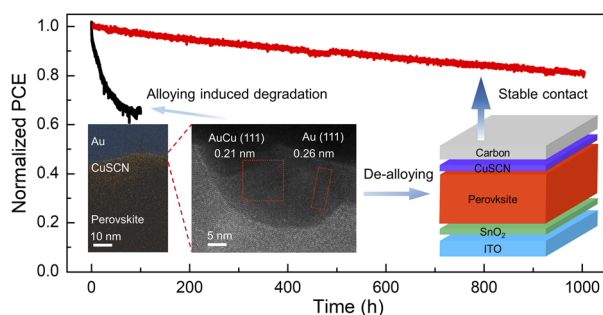 Normalized PCE
1.0
0.8
0.6
0.4
0.2
0.0
Alloying induced degradation
Au
CuSCN
Perovskite
10 nm
AuCu (111)
0.21 nm
Au (111)
0.26 nm
5 nm
De-alloying
Stable contact
Carbon
CuSCN
Perovksite
SnO₂
ITO
0
200
400
600
800
1000
Time (h)